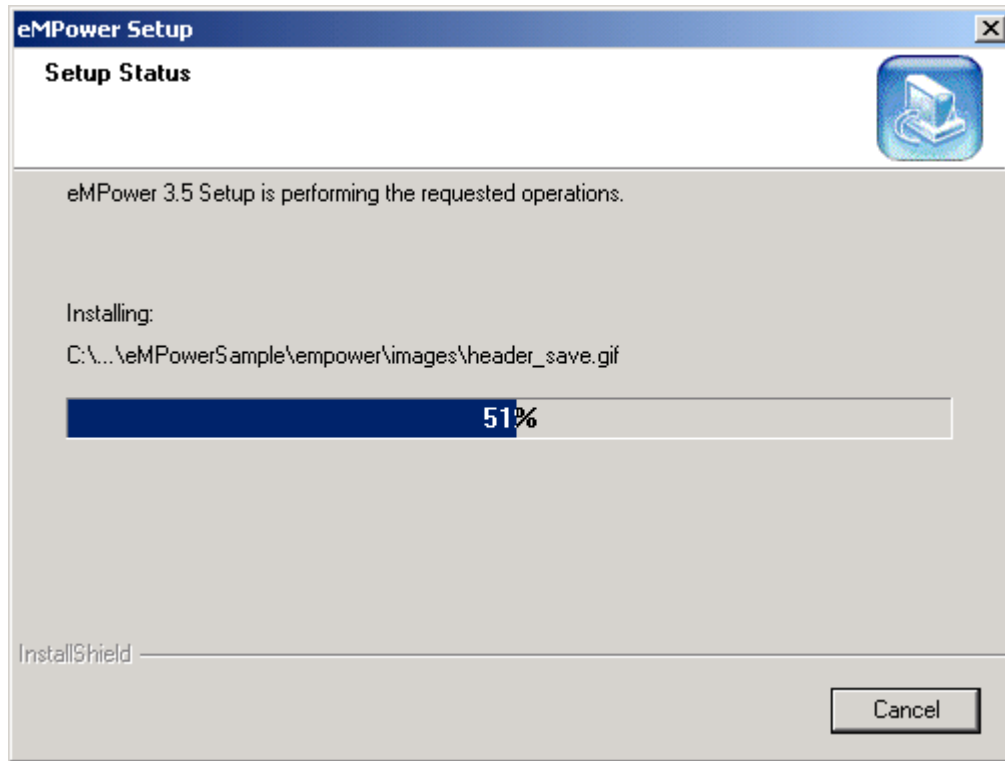 eMPower Setup
Setup Status
eMPower 3.5 Setup is performing the requested operations.
Installing:
C:\...\eMPowerSample\empower\images\header_save.gif
51%
InstallShield
Cancel